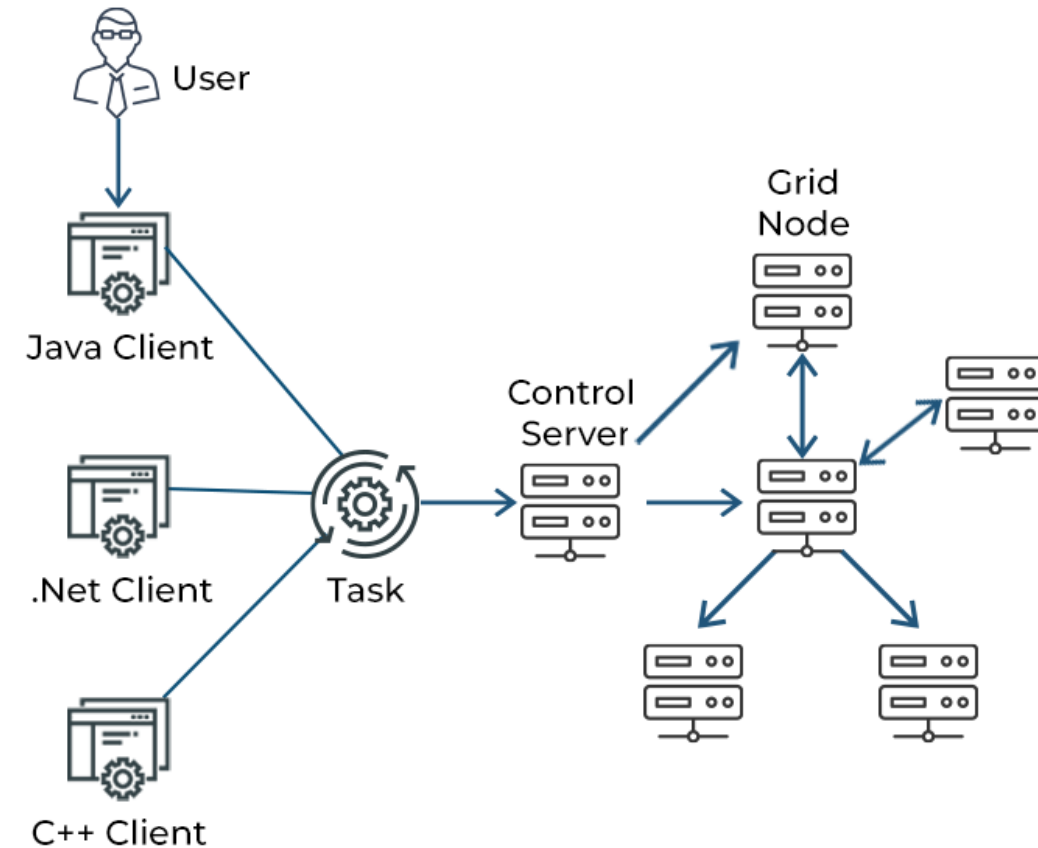 User
Java Client
.Net Client
C++ Client
Task
Control
Server
Grid
Node